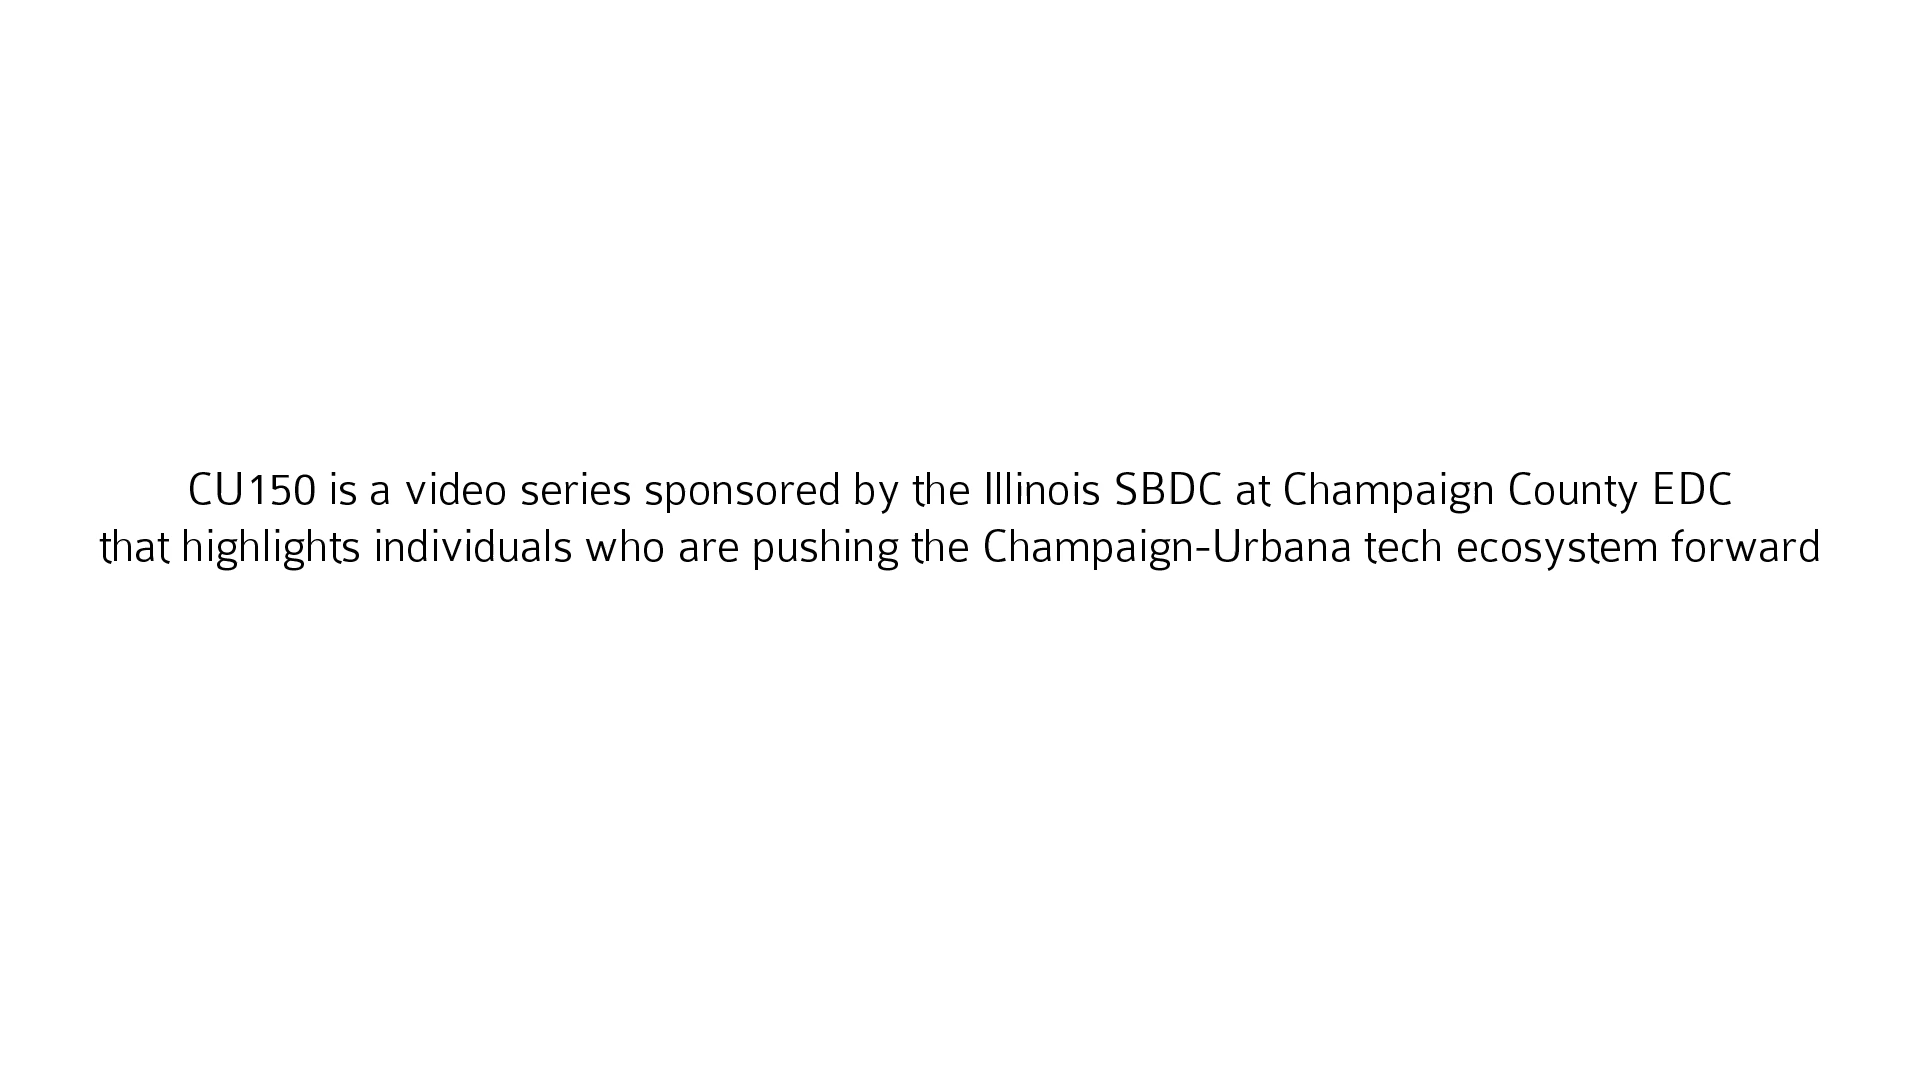 CU150 is a video series sponsored by the Illinois SBDC at Champaign County EDC
that highlights individuals who are pushing the Champaign-Urbana tech ecosystem forward